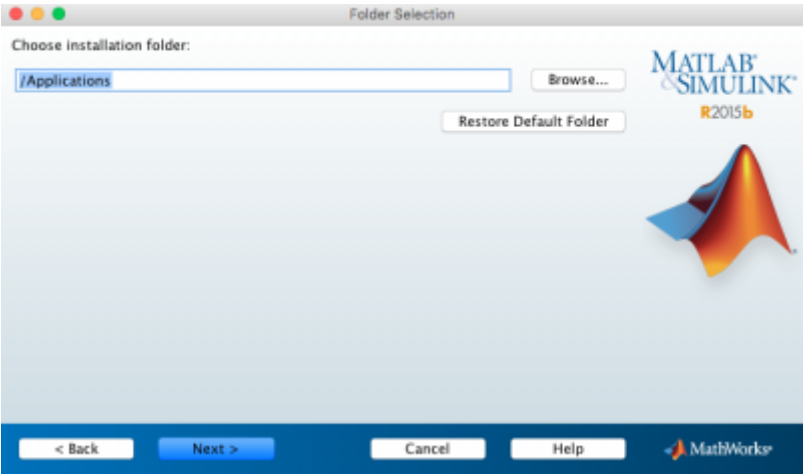 Folder Selection
Choose installation folder:
/Applications
Browse...
Restore Default Folder
MATLAB®
&SIMULINK®
R2015b
< Back
Next >
Cancel
Help
MathWorks®